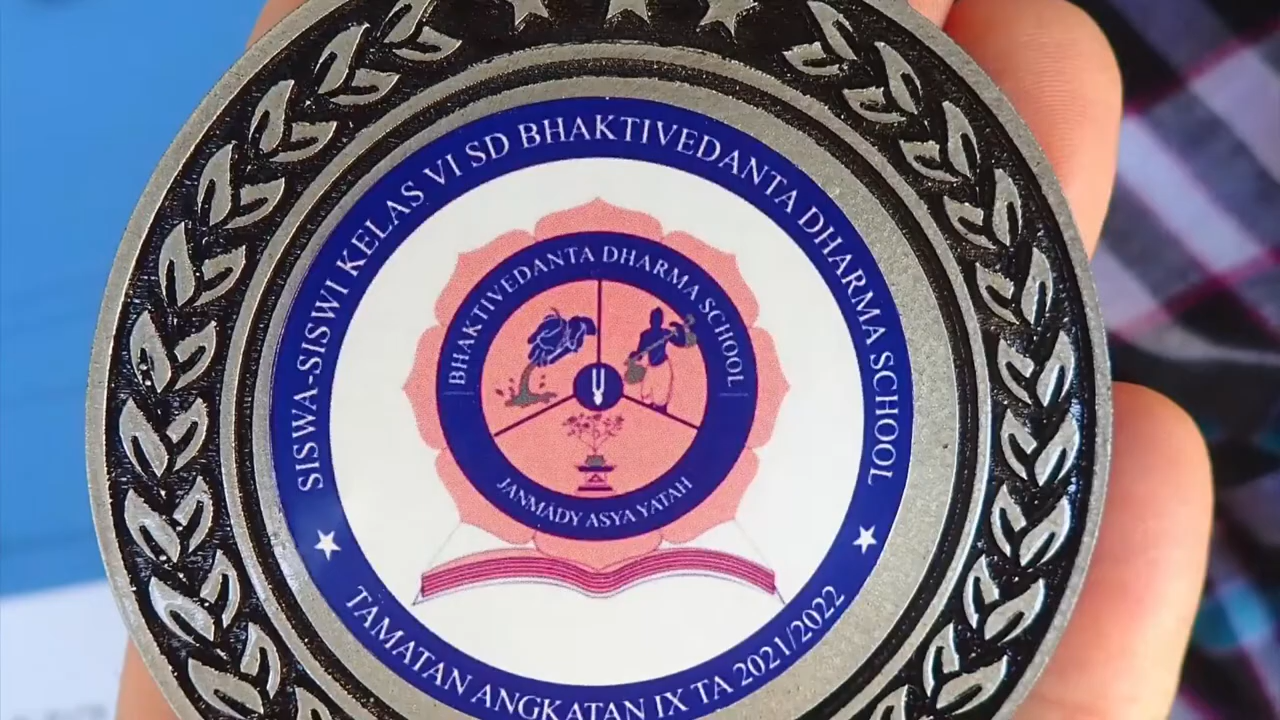 SISWA-SISWI KELAS VI SD BHAKTIVEDANTA DHARMA SCHOOL
BHAKTIVEDANTA DHARMA SCHOOL
JANMĀDY ASYA YATAH
TAMATAN ANGKATAN IX TA 2021/2022